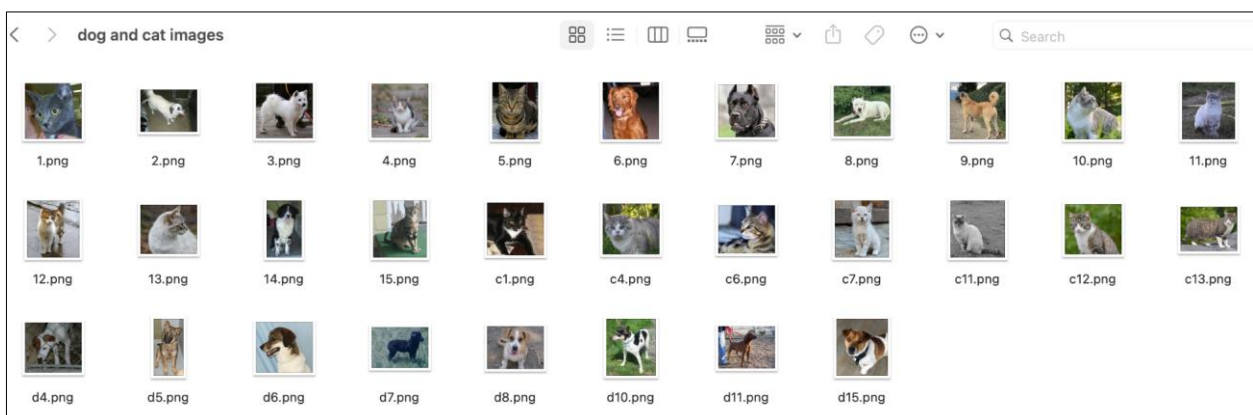 dog and cat images
Search
1.png 2.png 3.png 4.png 5.png 6.png 7.png 8.png 9.png 10.png 11.png
12.png 13.png 14.png 15.png c1.png c4.png c6.png c7.png c11.png c12.png c13.png
d4.png d5.png d6.png d7.png d8.png d10.png d11.png d15.png